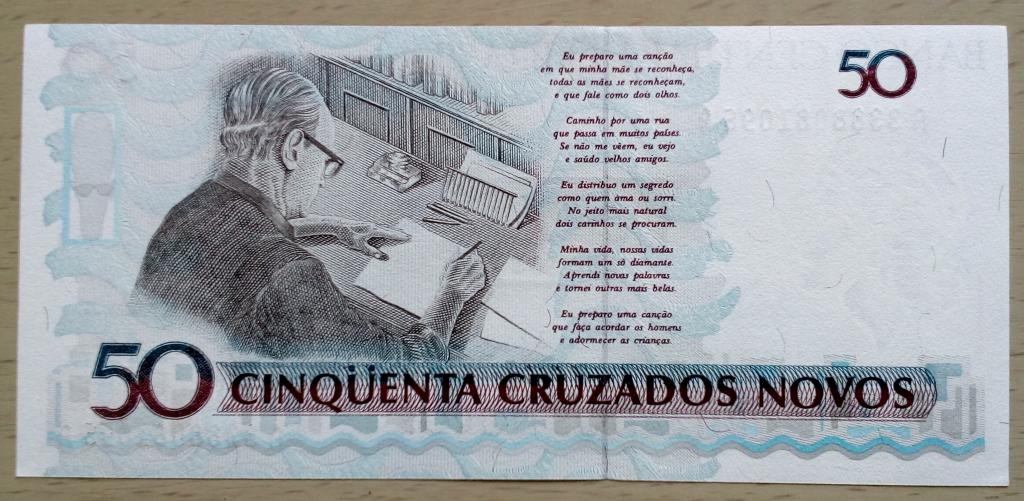 Eu preparo uma canção
em que minha mãe se reconheça,
todas as mães se reconheçam,
e que fale como dois olhos.
Caminho por uma rua
que passa em muitos países.
Se não me vêem, eu vejo
e saúdo velhos amigos.
Eu distribuo um segredo
como quem ama ou sorri.
No jeito mais natural
dois carinhos se procuram.
Minha vida, nossas vidas
formam um só diamante.
Aprendi novas palavras
e tornei outras mais belas.
Eu preparo uma canção
que faça acordar os homens
e adormecer as crianças.
50
50
CINQÜENTA CRUZADOS NOVOS